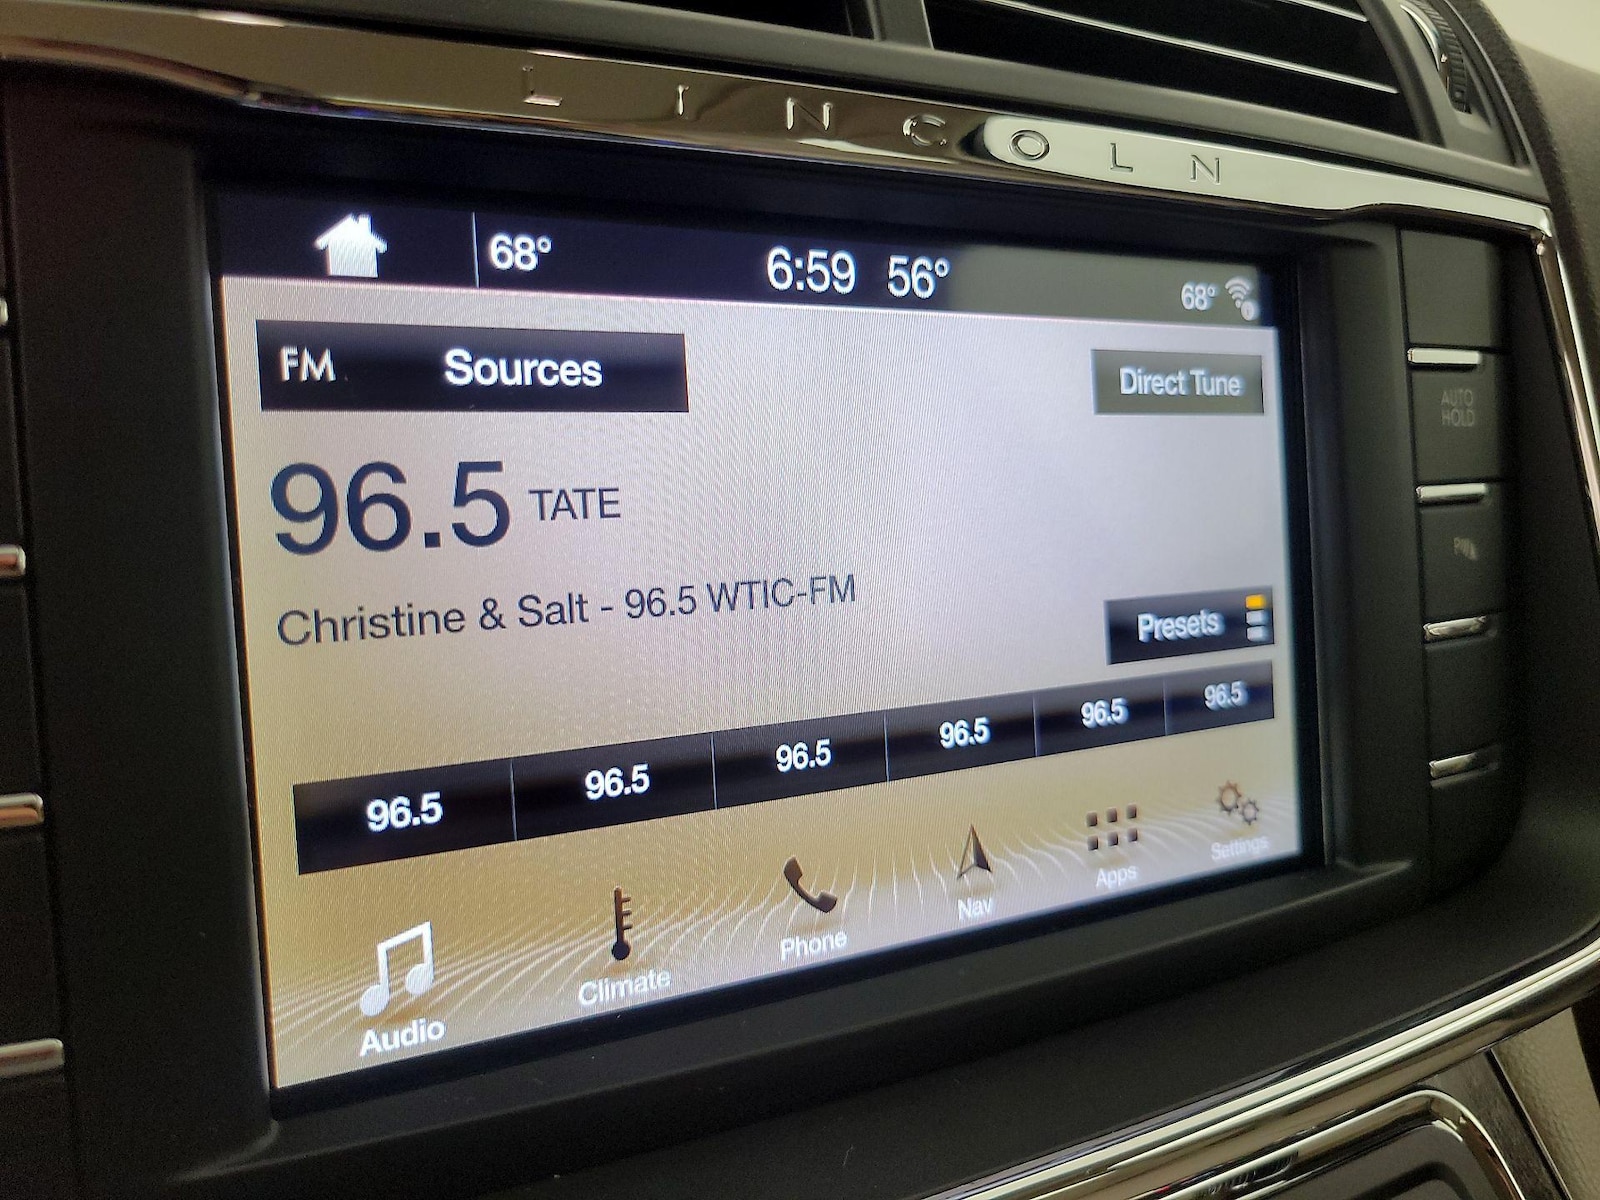 LINCOLN
68° 6:59 56° 68°
FM Sources Direct Tune
96.5 TATE
Christine & Salt - 96.5 WTIC-FM
Presets
96.5 96.5 96.5 96.5 96.5 96.5
Audio Climate Phone Nav Apps Settings
AUTO
HOLD